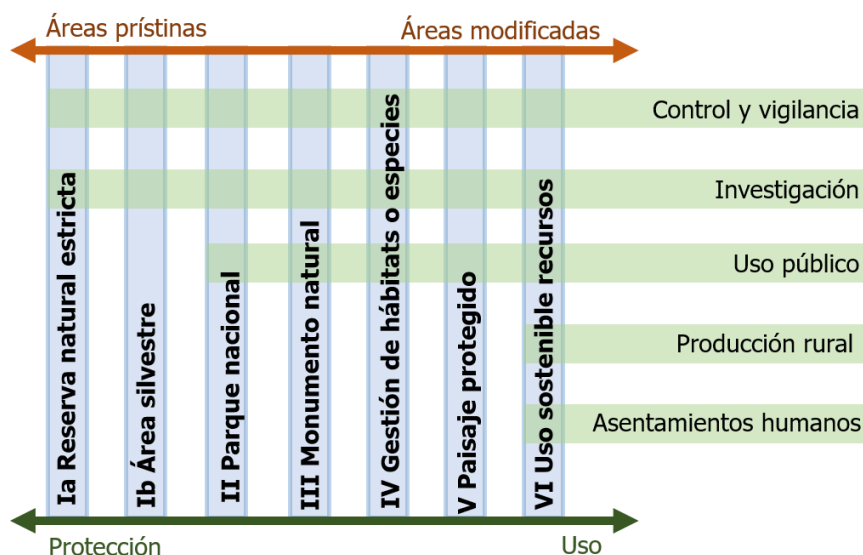 Áreas prístinas
Áreas modificadas
Control y vigilancia
Investigación
Uso público
Producción rural
Asentamientos humanos
Ia Reserva natural estricta
Ib Área silvestre
II Parque nacional
III Monumento natural
IV Gestión de hábitats o especies
V Paisaje protegido
VI Uso sostenible recursos
Protección
Uso